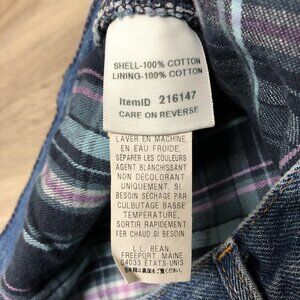 SHELL-100% COTTON
LINING-100% COTTON
ItemID 216147
CARE ON REVERSE
LAVER EN MACHINE
EN EAU FROIDE,
SÉPARER LES COULEURS
AGENT BLANCHISSANT
NON DÉCOLORANT
UNIQUEMENT, SI
BESOIN SÉCHAGE PAR
CULBUTAGE BASSE
TEMPÉRATURE,
SORTIR RAPIDEMENT
FER CHAUD SI BESOIN.
L.L. BEAN,
FREEPORT, MAINE
04033 ÉTATS-UNIS